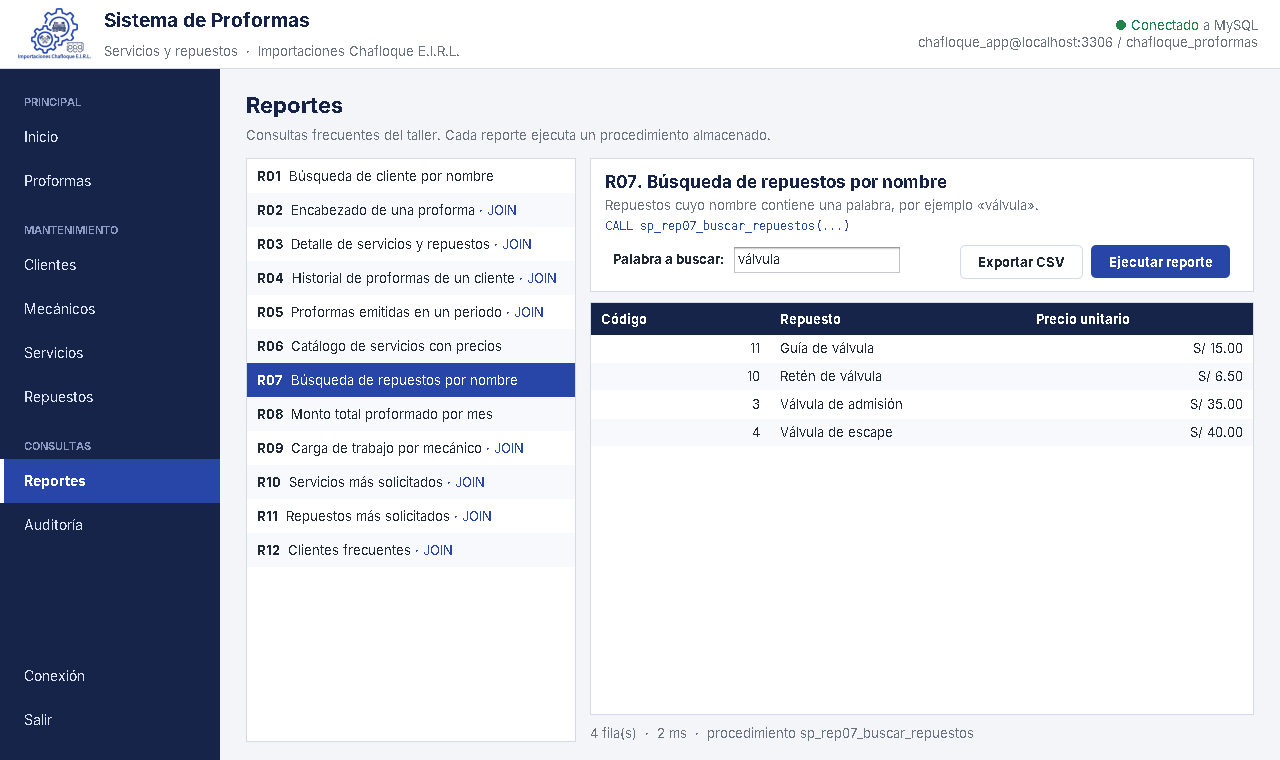 Importaciones Chafloque E.I.R.L.
Sistema de Proformas
Servicios y repuestos · Importaciones Chafloque E.I.R.L.
Conectado a MySQL
chafloque_app@localhost:3306 / chafloque_proformas
PRINCIPAL
Inicio
Proformas
MANTENIMIENTO
Clientes
Mecánicos
Servicios
Repuestos
CONSULTAS
Reportes
Auditoría
Conexión
Salir
Reportes
Consultas frecuentes del taller. Cada reporte ejecuta un procedimiento almacenado.
R01 Búsqueda de cliente por nombre
R02 Encabezado de una proforma · JOIN
R03 Detalle de servicios y repuestos · JOIN
R04 Historial de proformas de un cliente · JOIN
R05 Proformas emitidas en un periodo · JOIN
R06 Catálogo de servicios con precios
R07 Búsqueda de repuestos por nombre
R08 Monto total proformado por mes
R09 Carga de trabajo por mecánico · JOIN
R10 Servicios más solicitados · JOIN
R11 Repuestos más solicitados · JOIN
R12 Clientes frecuentes · JOIN
R07. Búsqueda de repuestos por nombre
Repuestos cuyo nombre contiene una palabra, por ejemplo «válvula».
CALL sp_rep07_buscar_repuestos(...)
Palabra a buscar: válvula Exportar CSV Ejecutar reporte
Código Repuesto Precio unitario
11 Guía de válvula S/ 15.00
10 Retén de válvula S/ 6.50
3 Válvula de admisión S/ 35.00
4 Válvula de escape S/ 40.00
4 fila(s) · 2 ms · procedimiento sp_rep07_buscar_repuestos